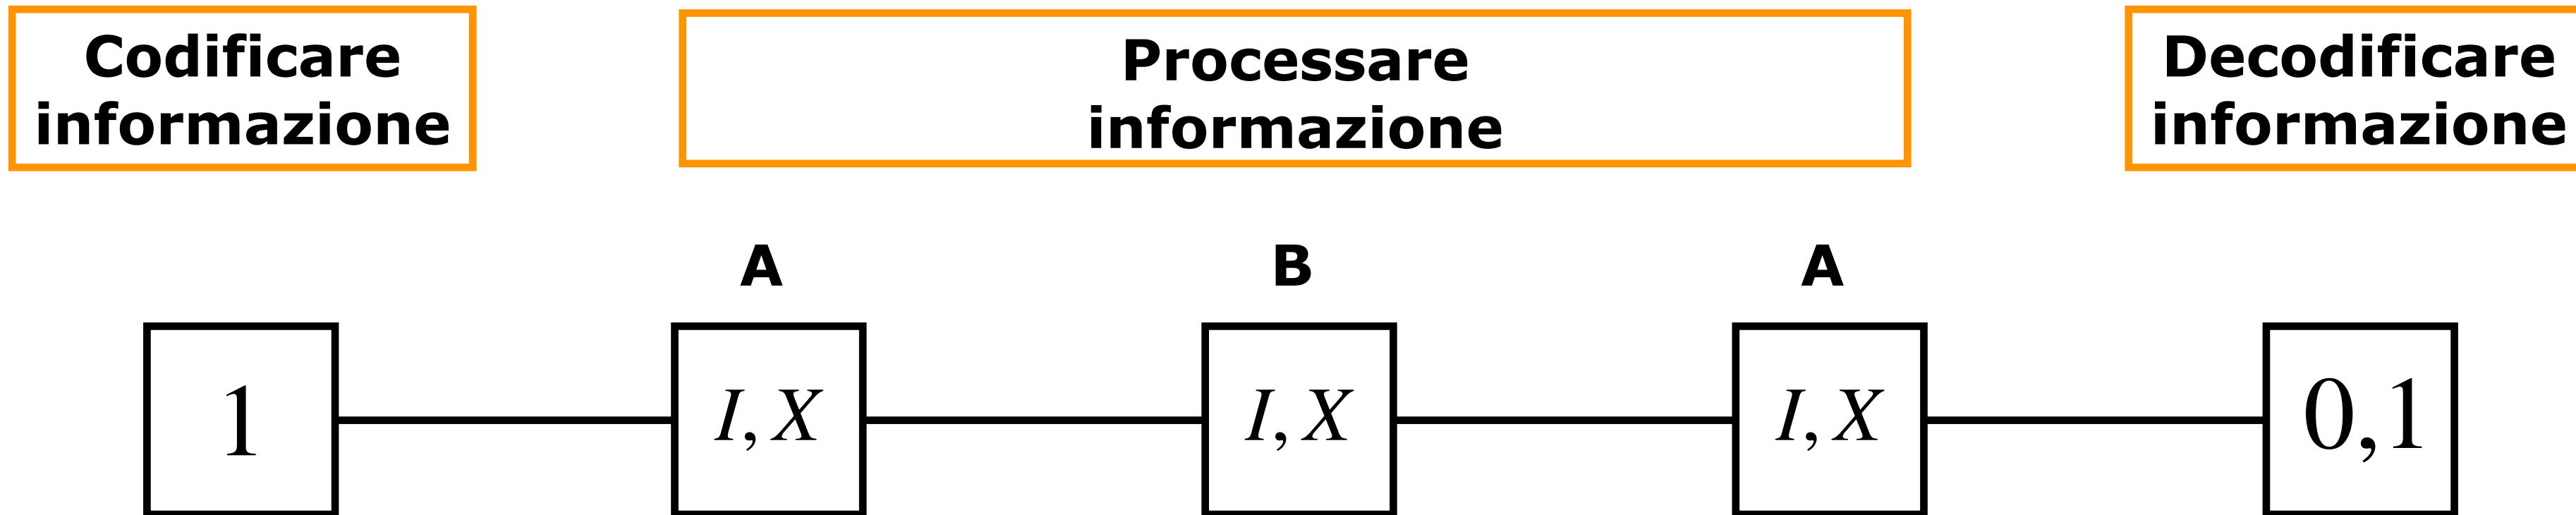 Codificare
informazione
Processare
informazione
Decodificare
informazione
A
B
A
1
I, X
I, X
I, X
0,1